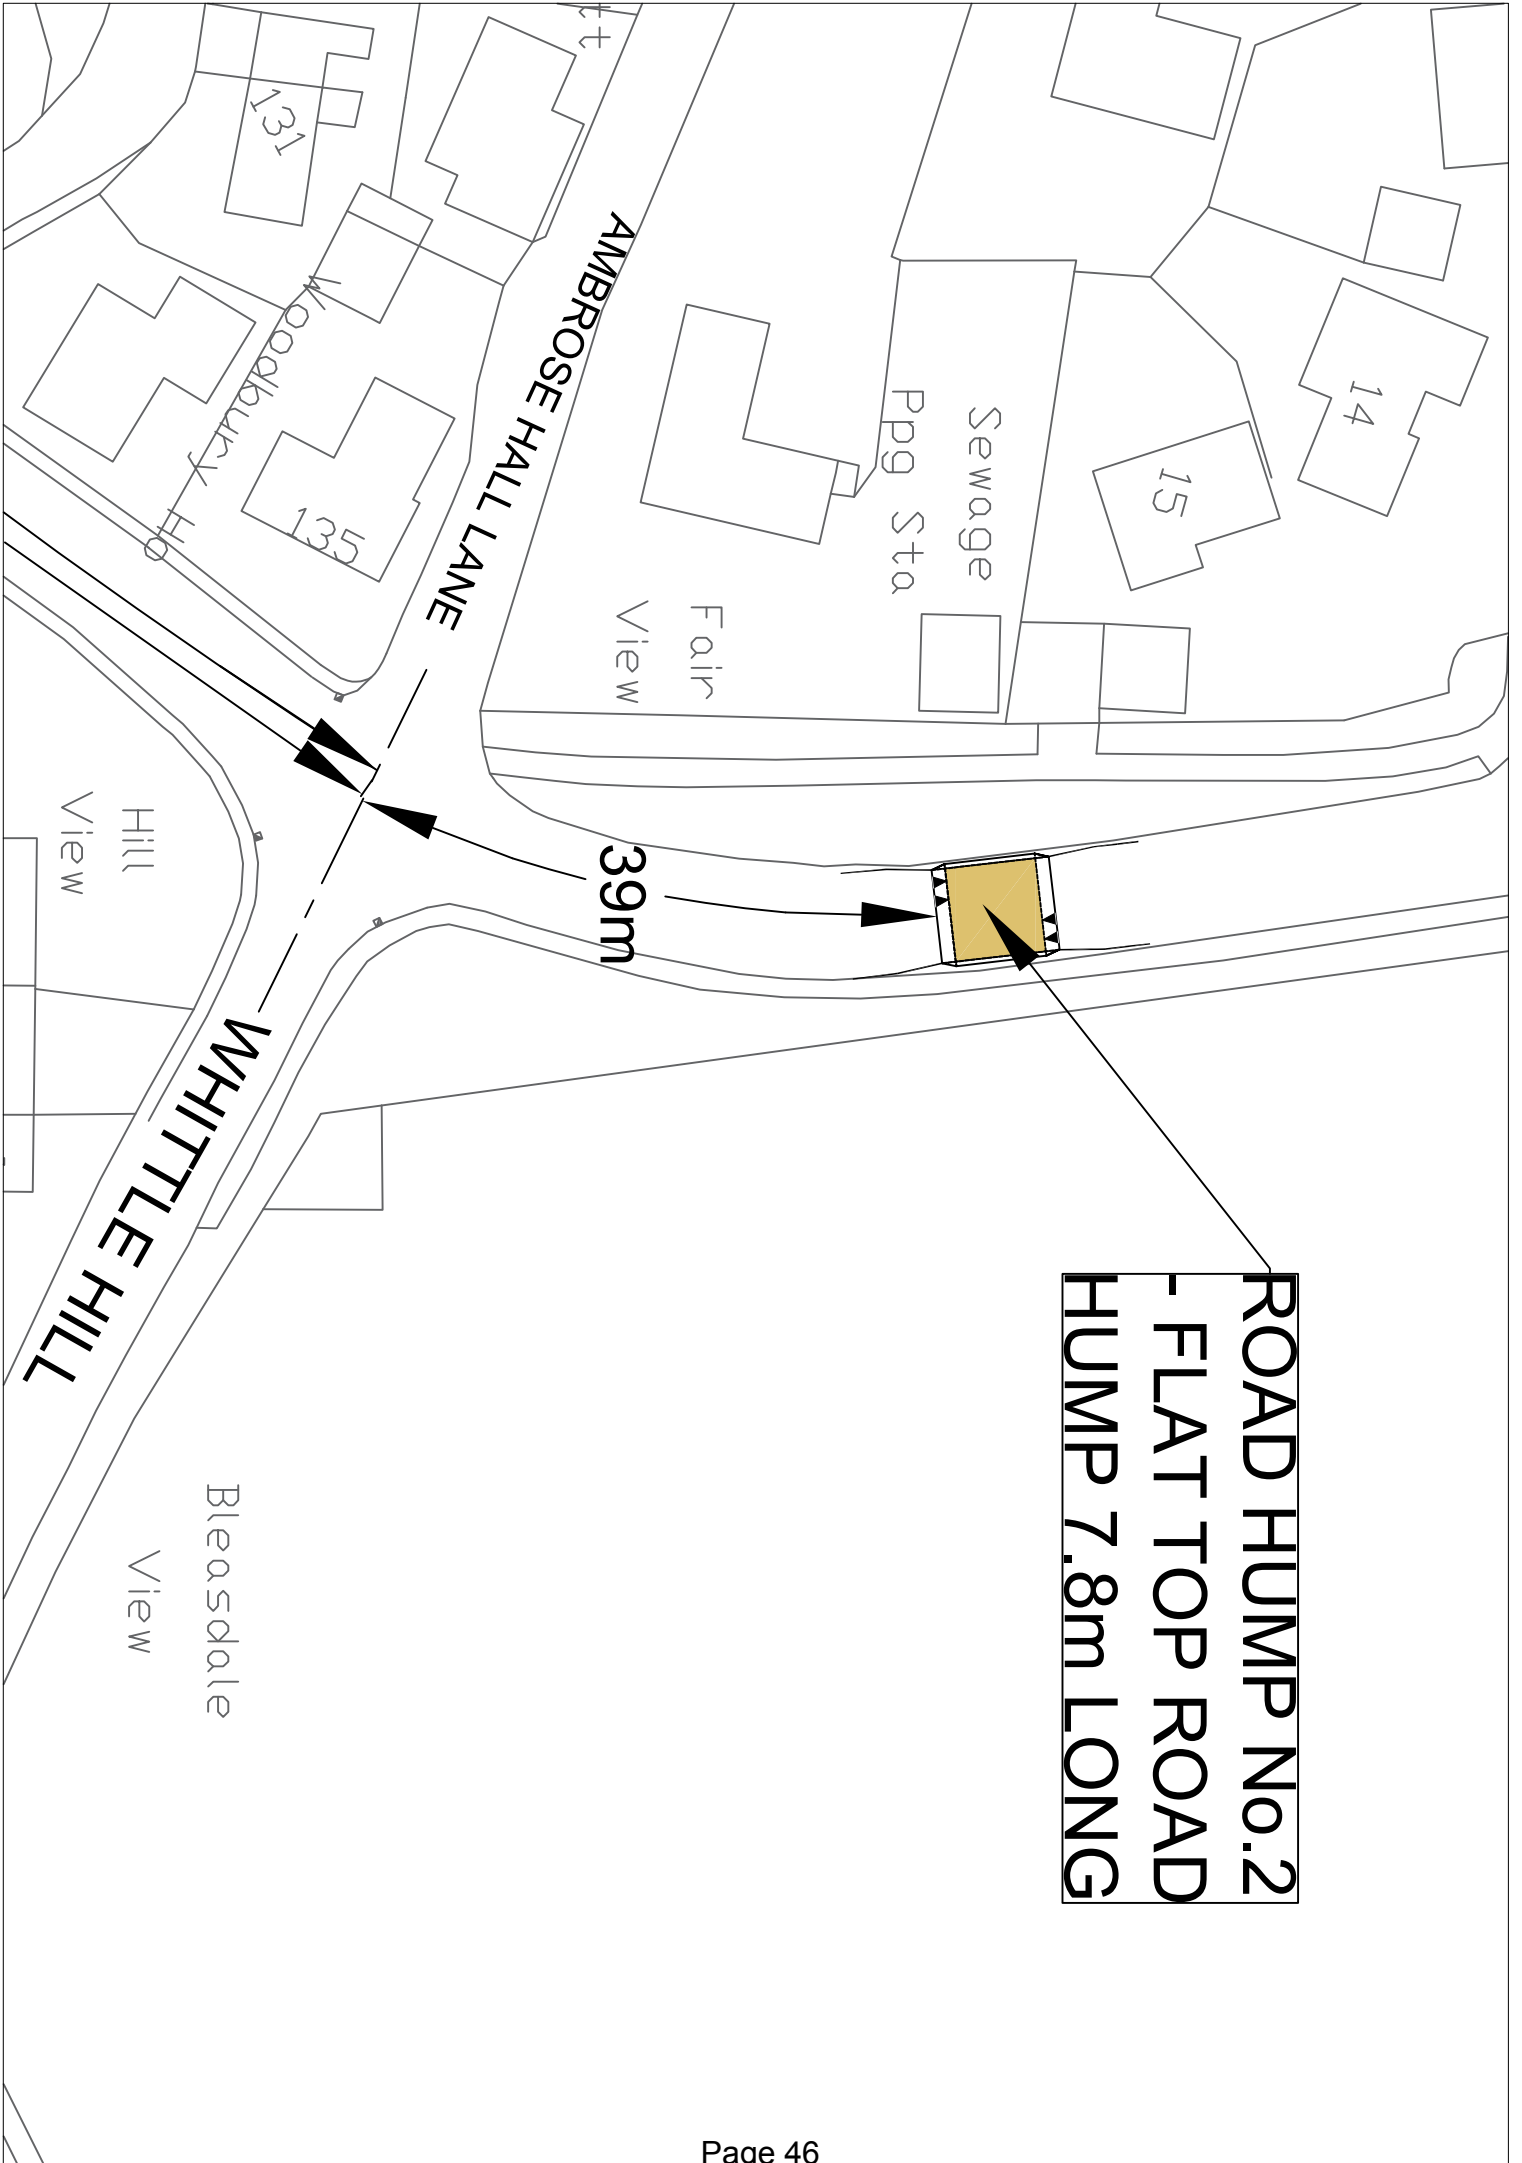 ROAD HUMP No.2
- FLAT TOP ROAD
HUMP 7.8m LONG
14
15
Sewage
Ppg Sta
Fair
View
39m
AMBROSE HALL LANE
tt
131
Woodbury Ho
135
WHITTLE HILL
Hill
View
Bleasdale
View
Page 46